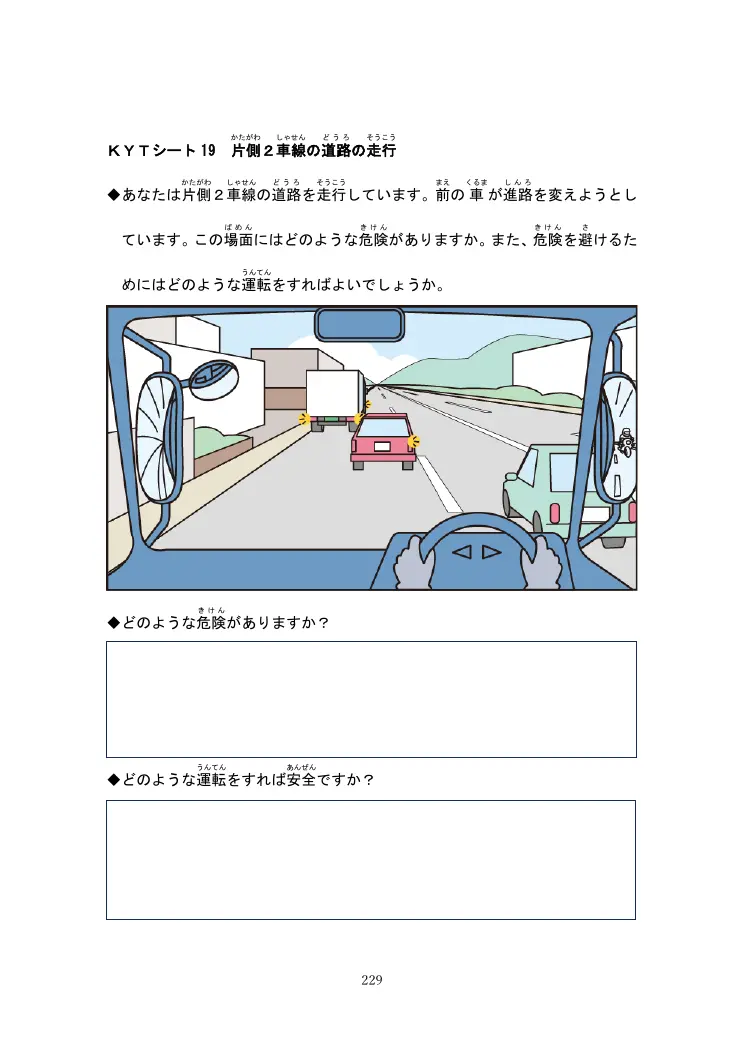 ＫＹＴシート19　片側２車線の道路の走行
◆あなたは片側２車線の道路を走行しています。前の車が進路を変えようとし
ています。この場面にはどのような危険がありますか。また、危険を避けるた
めにはどのような運転をすればよいでしょうか。
◆どのような危険がありますか？
◆どのような運転をすれば安全ですか？
229